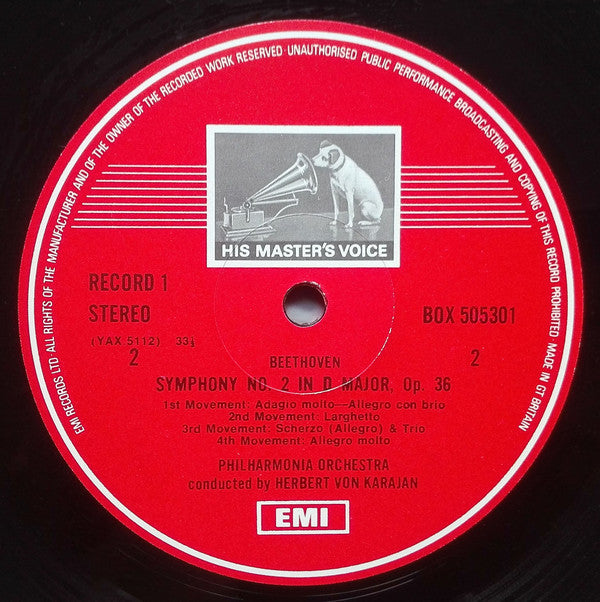 EMI RECORDS LTD·ALL RIGHTS OF THE MANUFACTURER AND OF THE OWNER OF THE RECORDED WORK RESERVED·UNAUTHORISED PUBLIC PERFORMANCE BROADCASTING AND COPYING OF THIS RECORD PROHIBITED MADE IN GT BRITAIN
HIS MASTER'S VOICE
RECORD 1
STEREO
BOX 505301
(YAX 5112) 33⅓
2
2
BEETHOVEN
SYMPHONY NO. 2 IN D MAJOR, Op. 36
1st Movement: Adagio molto—Allegro con brio
2nd Movement: Larghetto
3rd Movement: Scherzo (Allegro) & Trio
4th Movement: Allegro molto
PHILHARMONIA ORCHESTRA
conducted by HERBERT VON KARAJAN
EMI